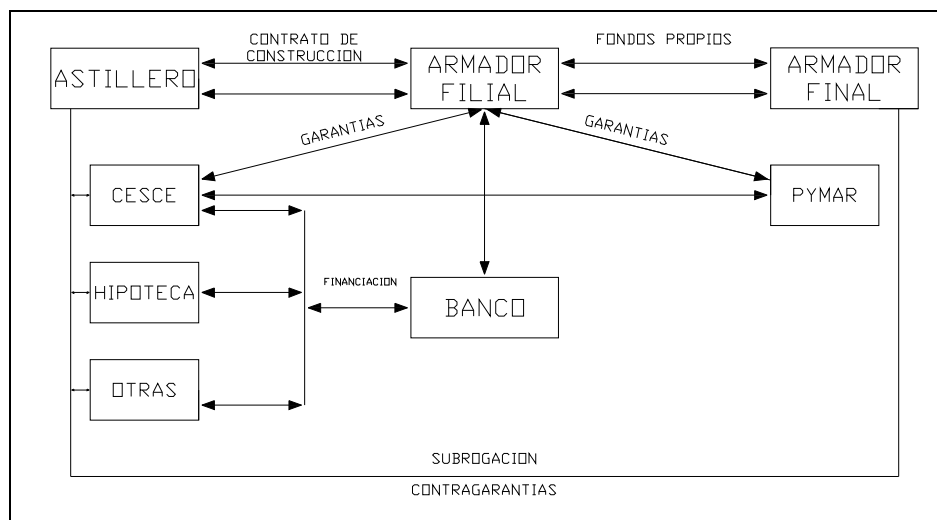 CONTRATO DE
CONSTRUCCION
FONDOS PROPIOS
ASTILLERO
ARMADOR
FILIAL
ARMADOR
FINAL
GARANTIAS
GARANTIAS
CESCE
PYMAR
HIPOTECA
FINANCIACION
BANCO
OTRAS
SUBROGACION
CONTRAGARANTIAS